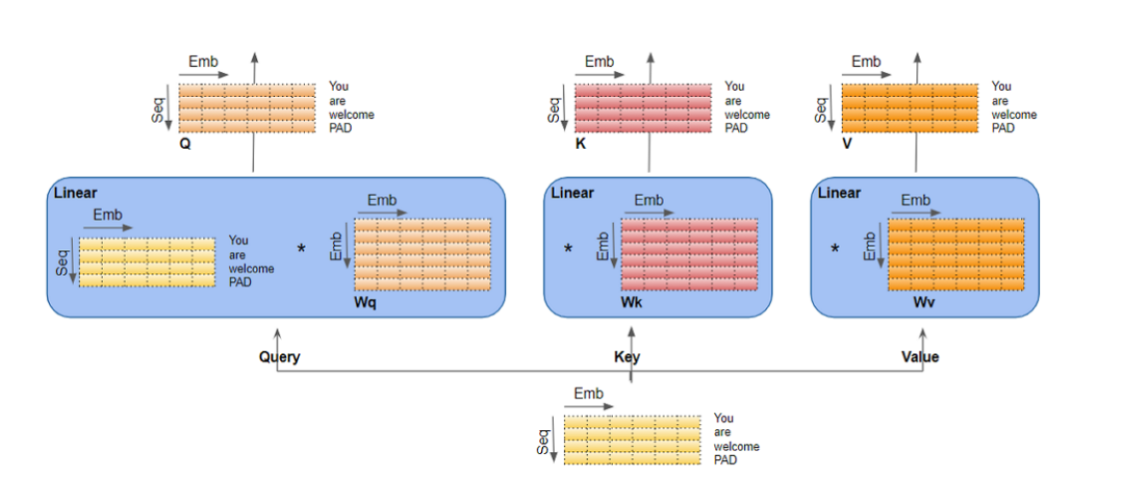 Emb
Seq
You
are
welcome
PAD
Q
Emb
Seq
You
are
welcome
PAD
K
Emb
Seq
You
are
welcome
PAD
V
Linear
Emb
Seq
You
are
welcome
PAD
*
Emb
Emb
Wq
Linear
*
Emb
Emb
Wk
Linear
*
Emb
Emb
Wv
Query
Key
Value
Emb
Seq
You
are
welcome
PAD